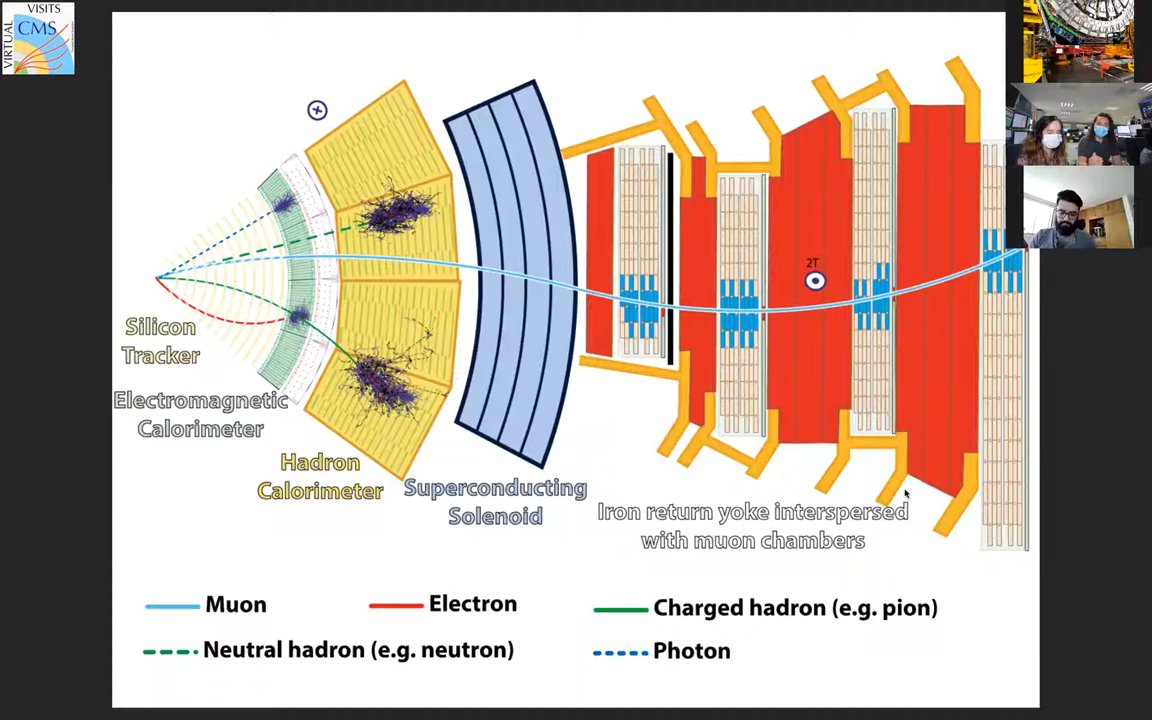 VISITS
VIRTUAL
CMS
2T
Silicon
Tracker
Electromagnetic
Calorimeter
Hadron
Calorimeter
Superconducting
Solenoid
Iron return yoke interspersed
with muon chambers
Muon
Electron
Charged hadron (e.g. pion)
Neutral hadron (e.g. neutron)
Photon